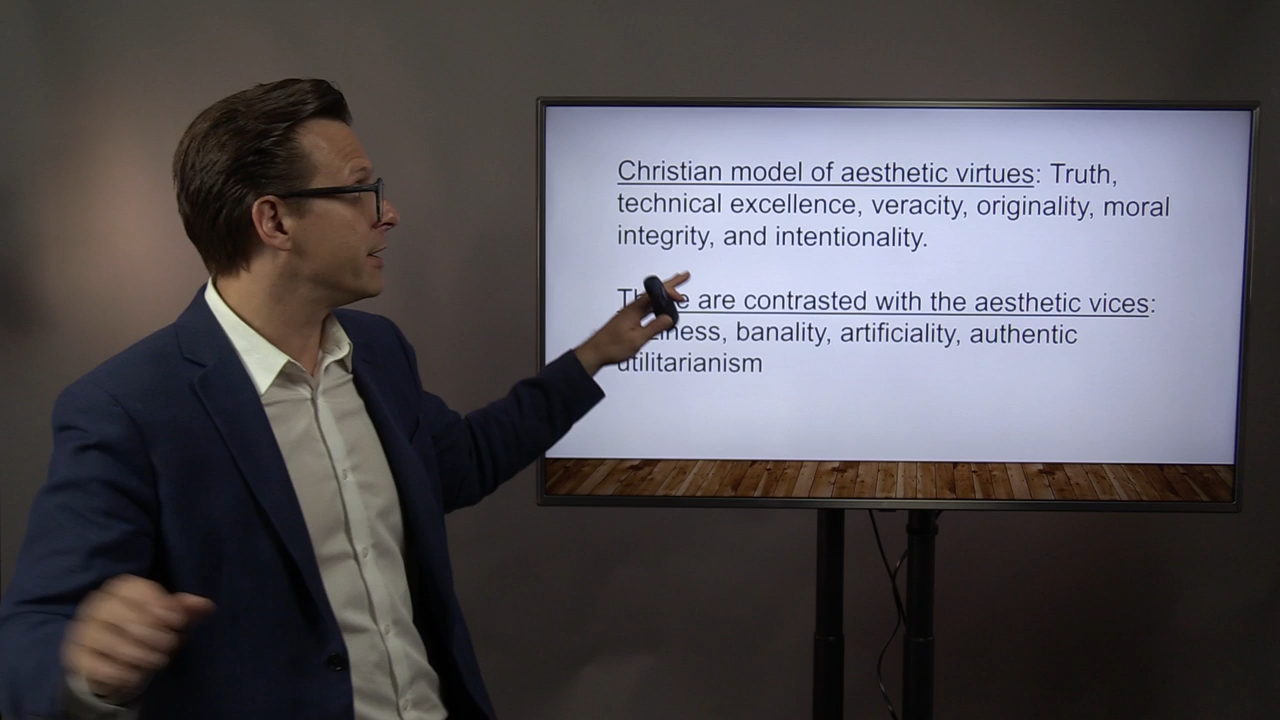 Christian model of aesthetic virtues: Truth,
technical excellence, veracity, originality, moral
integrity, and intentionality.
are contrasted with the aesthetic vices:
banality, artificiality, authentic
utilitarianism